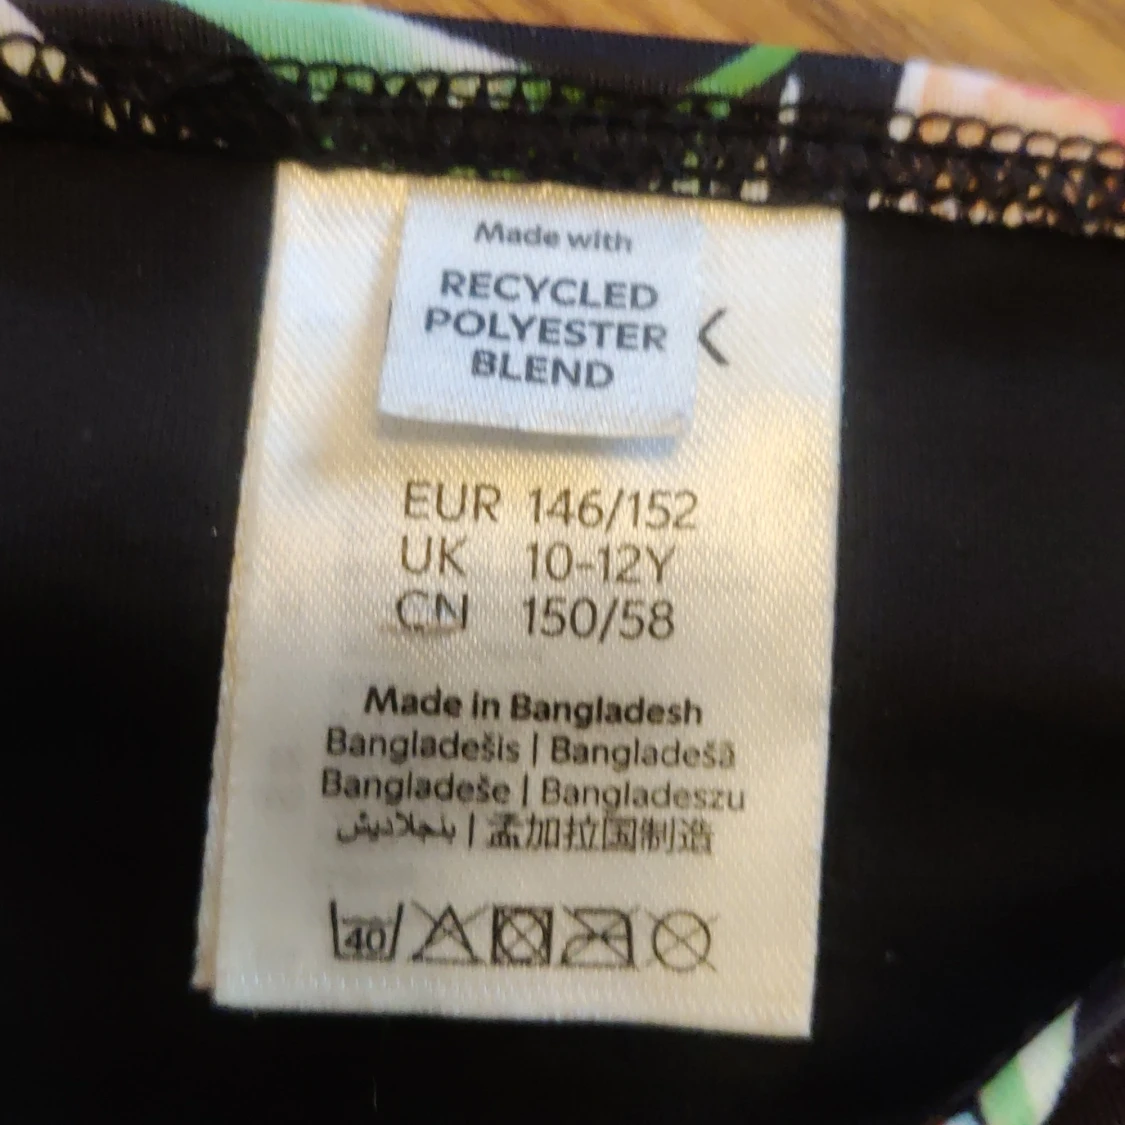 Made with
RECYCLED
POLYESTER
BLEND
K
EUR 146/152
UK 10-12Y
CN 150/58
Made in Bangladesh
Bangladešis | Bangladešā
Bangladeše | Bangladeszu
بنجلاديش | 孟加拉国制造
40